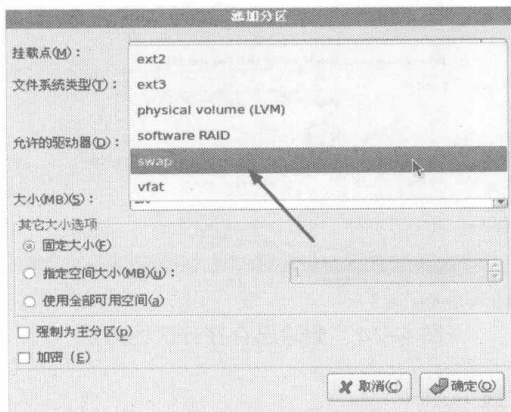 添加分区
挂载点(M)：
文件系统类型(T)：
允许的驱动器(D)：
大小(MB)(S)：
ext2
ext3
physical volume (LVM)
software RAID
swap
vfat
其它大小选项
固定大小(F)
指定空间大小(MB)(u)：
1
使用全部可用空间(a)
强制为主分区(p)
加密（E）
取消(C)
确定(O)